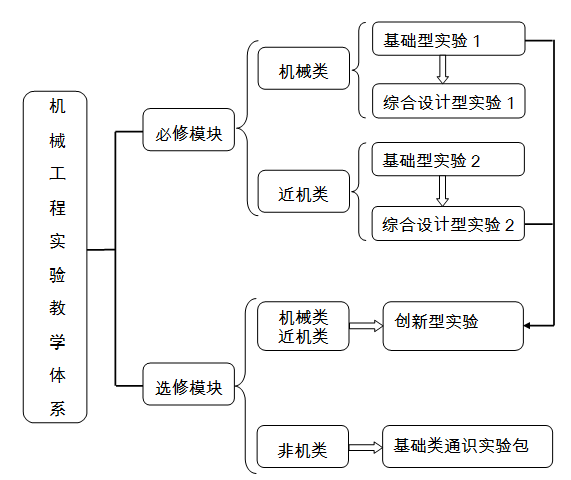 机械工程实验教学体系
必修模块
机械类
基础型实验 1
综合设计型实验 1
近机类
基础型实验 2
综合设计型实验 2
选修模块
机械类
近机类
创新型实验
非机类
基础类通识实验包